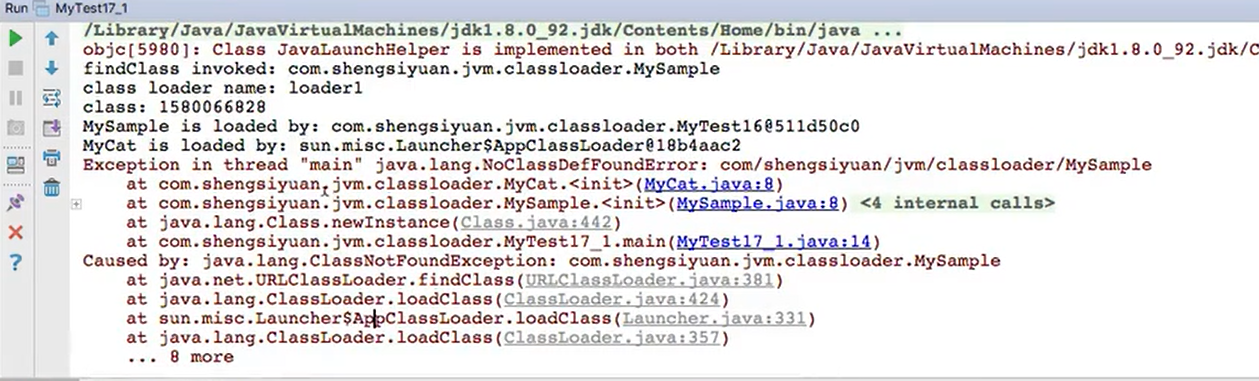 Run MyTest17_1
/Library/Java/JavaVirtualMachines/jdk1.8.0_92.jdk/Contents/Home/bin/java ...
objc[5980]: Class JavaLaunchHelper is implemented in both /Library/Java/JavaVirtualMachines/jdk1.8.0_92.jdk/C
findClass invoked: com.shengsiyuan.jvm.classloader.MySample
class loader name: loader1
class: 1580066828
MySample is loaded by: com.shengsiyuan.jvm.classloader.MyTest16@511d50c0
MyCat is loaded by: sun.misc.Launcher$AppClassLoader@18b4aac2
Exception in thread "main" java.lang.NoClassDefFoundError: com/shengsiyuan/jvm/classloader/MySample
at com.shengsiyuan.jvm.classloader.MyCat.<init>(MyCat.java:8)
at com.shengsiyuan.jvm.classloader.MySample.<init>(MySample.java:8) <4 internal calls>
at java.lang.Class.newInstance(Class.java:442)
at com.shengsiyuan.jvm.classloader.MyTest17_1.main(MyTest17_1.java:14)
Caused by: java.lang.ClassNotFoundException: com.shengsiyuan.jvm.classloader.MySample
at java.net.URLClassLoader.findClass(URLClassLoader.java:381)
at java.lang.ClassLoader.loadClass(ClassLoader.java:424)
at sun.misc.Launcher$AppClassLoader.loadClass(Launcher.java:331)
at java.lang.ClassLoader.loadClass(ClassLoader.java:357)
... 8 more